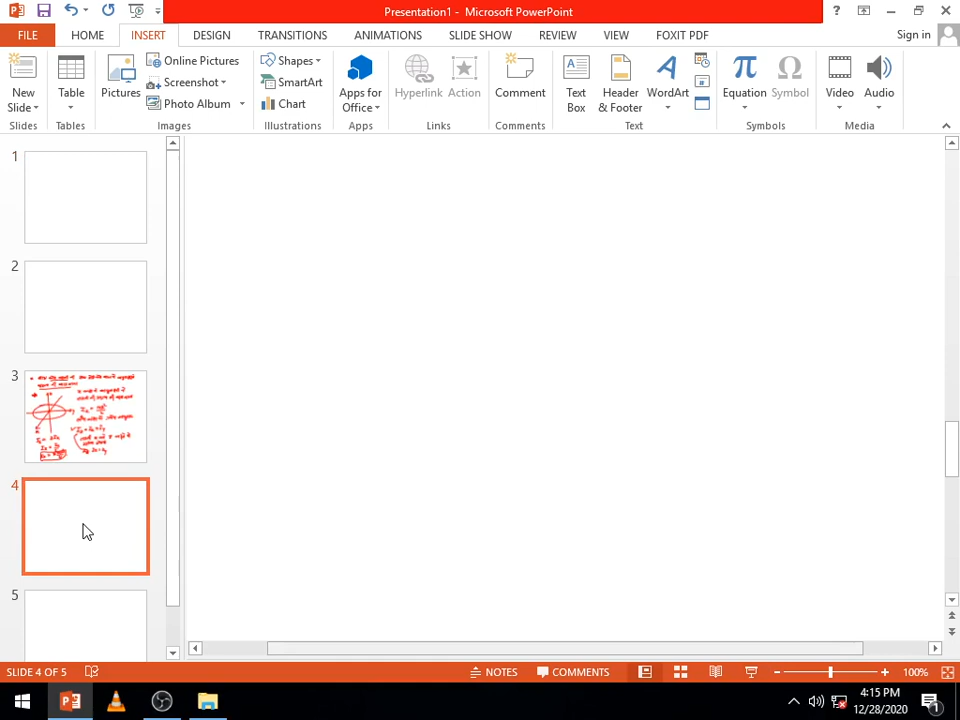 Presentation1 - Microsoft PowerPoint
?
FILE HOME INSERT DESIGN TRANSITIONS ANIMATIONS SLIDE SHOW REVIEW VIEW FOXIT PDF Sign in
New Slide
Table
Pictures
Online Pictures
Screenshot
Photo Album
Shapes
SmartArt
Chart
Apps for Office
Hyperlink
Action
Comment
Text Box
Header & Footer
WordArt
Equation
Symbol
Video
Audio
Slides Tables Images Illustrations Apps Links Comments Text Symbols Media
1
2
3
4
5
SLIDE 4 OF 5 NOTES COMMENTS 100%
4:15 PM
12/28/2020
1